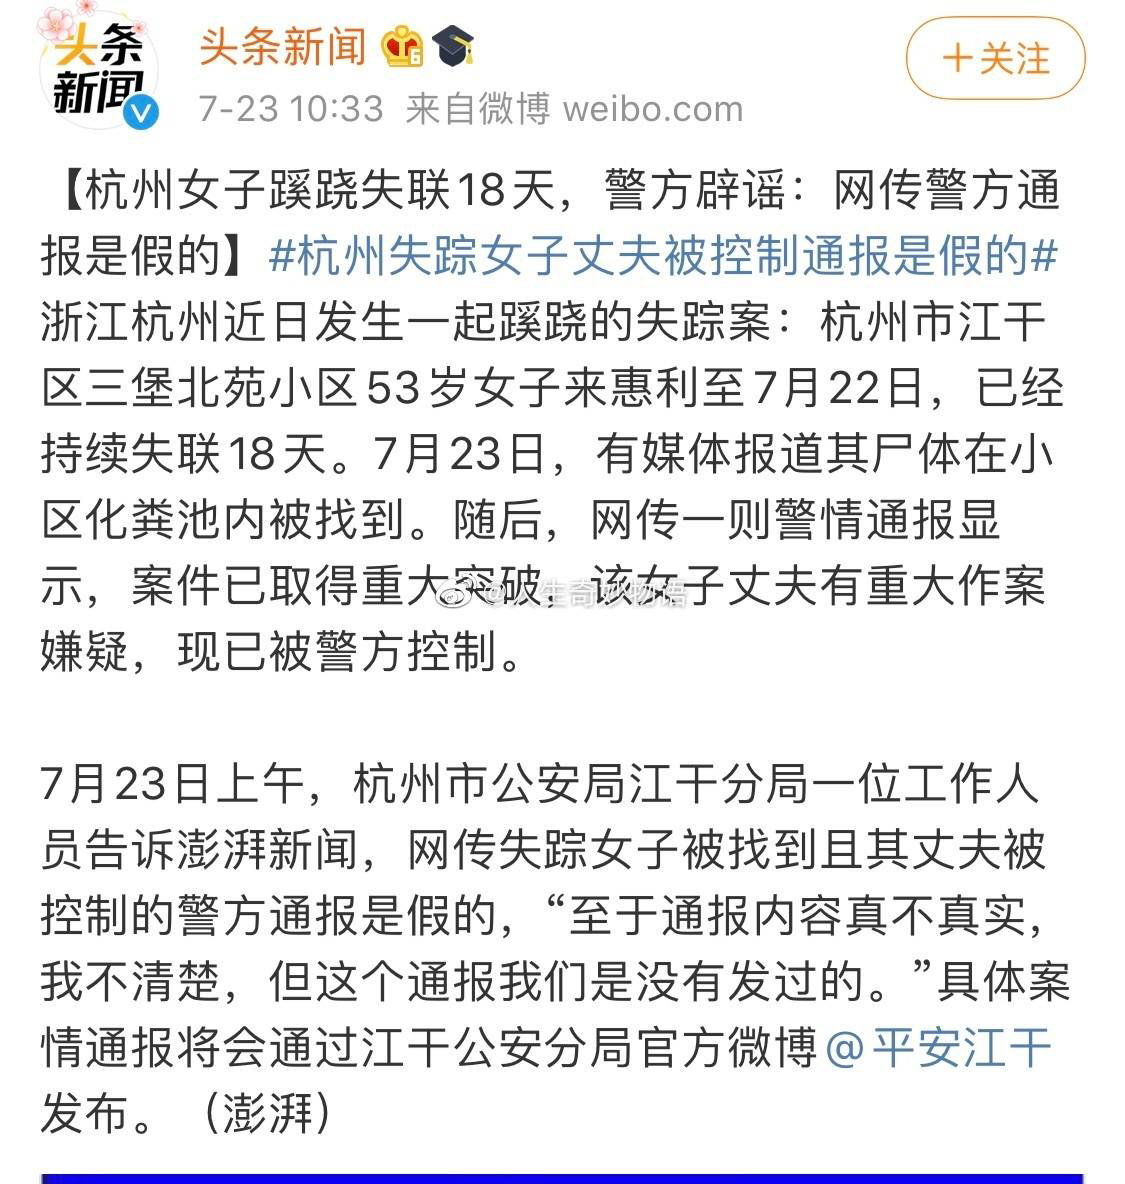 头条
新闻
头条新闻
6
+关注
7-23 10:33 来自微博 weibo.com
【杭州女子蹊跷失联18天，警方辟谣：网传警方通
报是假的】#杭州失踪女子丈夫被控制通报是假的#
浙江杭州近日发生一起蹊跷的失踪案：杭州市江干
区三堡北苑小区53岁女子来惠利至7月22日，已经
持续失联18天。7月23日，有媒体报道其尸体在小
区化粪池内被找到。随后，网传一则警情通报显
示，案件已取得重大突破，该女子丈夫有重大作案
嫌疑，现已被警方控制。
7月23日上午，杭州市公安局江干分局一位工作人
员告诉澎湃新闻，网传失踪女子被找到且其丈夫被
控制的警方通报是假的，“至于通报内容真不真实，
我不清楚，但这个通报我们是没有发过的。”具体案
情通报将会通过江干公安分局官方微博@平安江干
发布。（澎湃）